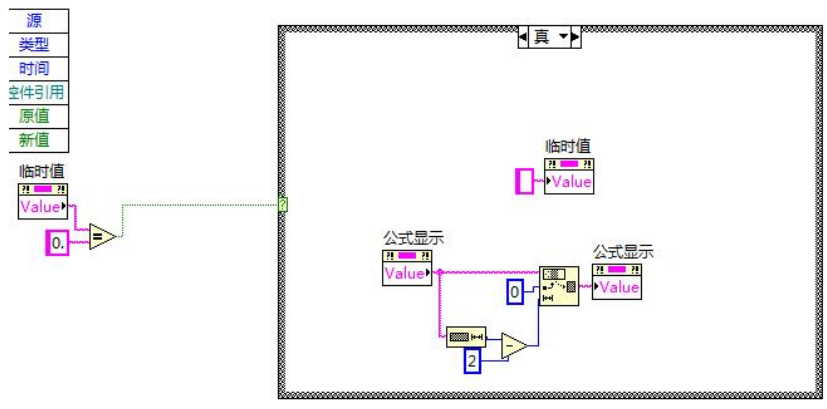 源
类型
时间
控件引用
原值
新值
临时值
Value
0.
=
?
真
临时值
Value
公式显示
Value
0
公式显示
Value
2
-